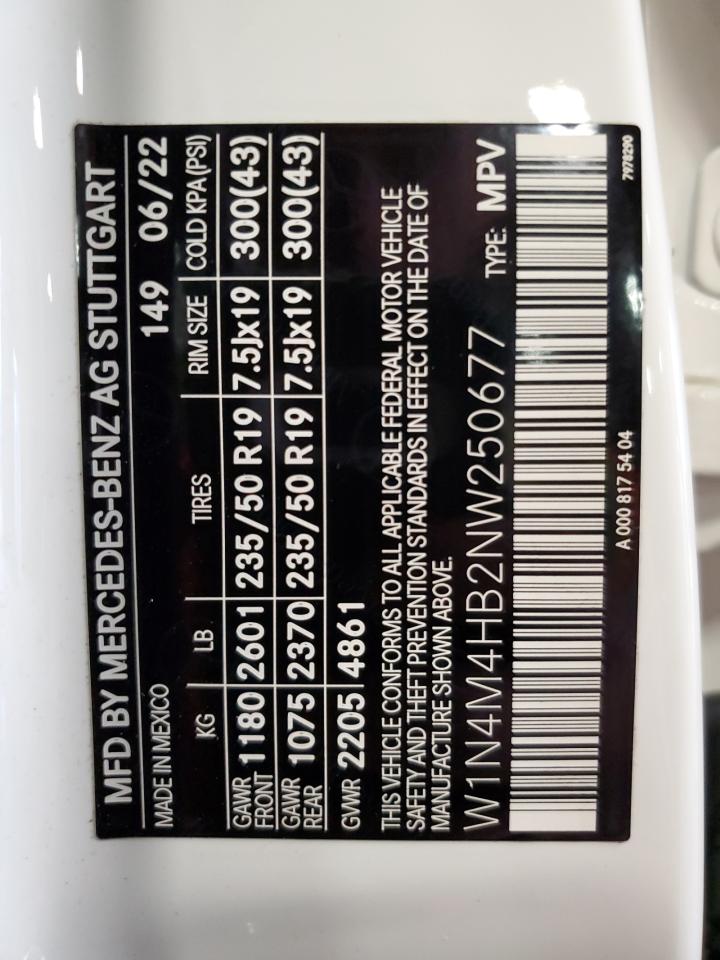 MFD BY MERCEDES-BENZ AG STUTTGART
MADE IN MEXICO 149 06/22
KG LB TIRES RIM SIZE COLD KPA (PSI)
GAWR FRONT 1180 2601 235/50 R19 7.5Jx19 300(43)
GAWR REAR 1075 2370 235/50 R19 7.5Jx19 300(43)
GVWR 2205 4861
THIS VEHICLE CONFORMS TO ALL APPLICABLE FEDERAL MOTOR VEHICLE
SAFETY AND THEFT PREVENTION STANDARDS IN EFFECT ON THE DATE OF
MANUFACTURE SHOWN ABOVE.
W1N4M4HB2NW250677 TYPE: MPV
A 000 817 54 04 7978290